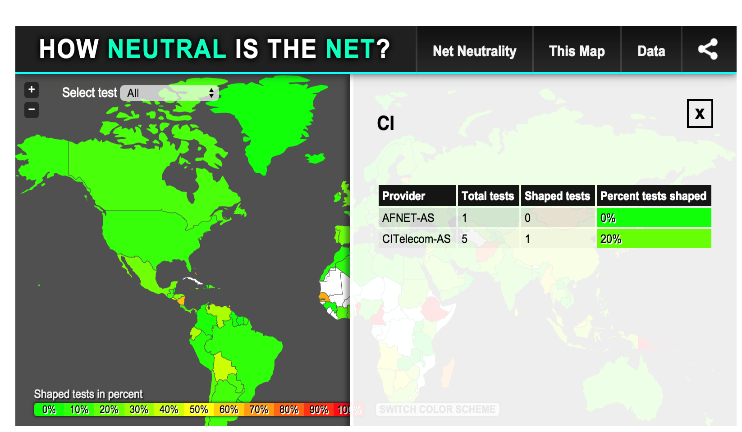 HOW NEUTRAL IS THE NET?
Net Neutrality
This Map
Data
+
−
Select test All
CI
X
Provider Total tests Shaped tests Percent tests shaped
AFNET-AS 1 0 0%
CITelecom-AS 5 1 20%
Shaped tests in percent
0% 10% 20% 30% 40% 50% 60% 70% 80% 90% 100
SWITCH COLOR SCHEME